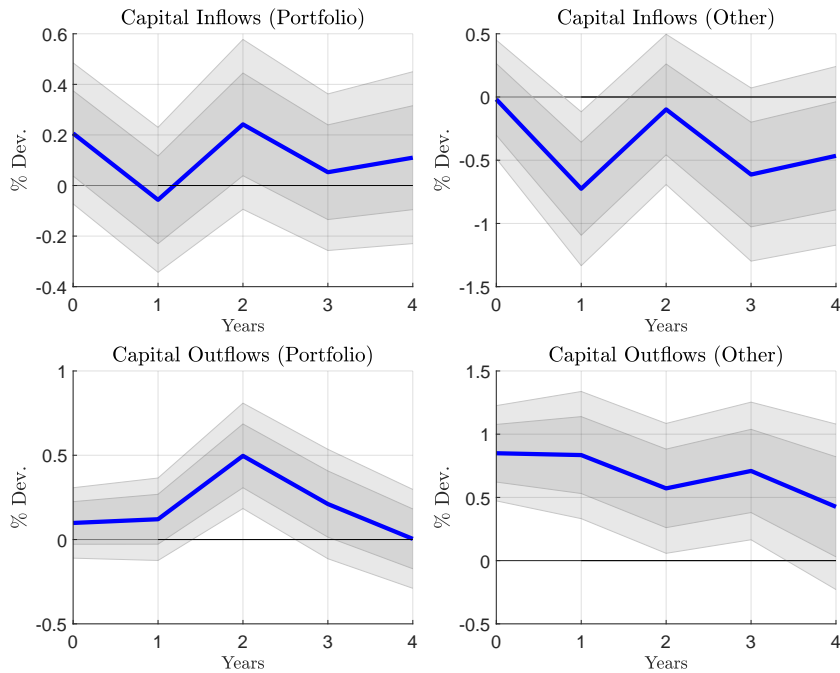 Capital Inflows (Portfolio)
% Dev.
0.6
0.4
0.2
0
-0.2
-0.4
0 1 2 3 4
Years
Capital Inflows (Other)
% Dev.
0.5
0
-0.5
-1
-1.5
0 1 2 3 4
Years
Capital Outflows (Portfolio)
% Dev.
1
0.5
0
-0.5
0 1 2 3 4
Years
Capital Outflows (Other)
% Dev.
1.5
1
0.5
0
-0.5
0 1 2 3 4
Years